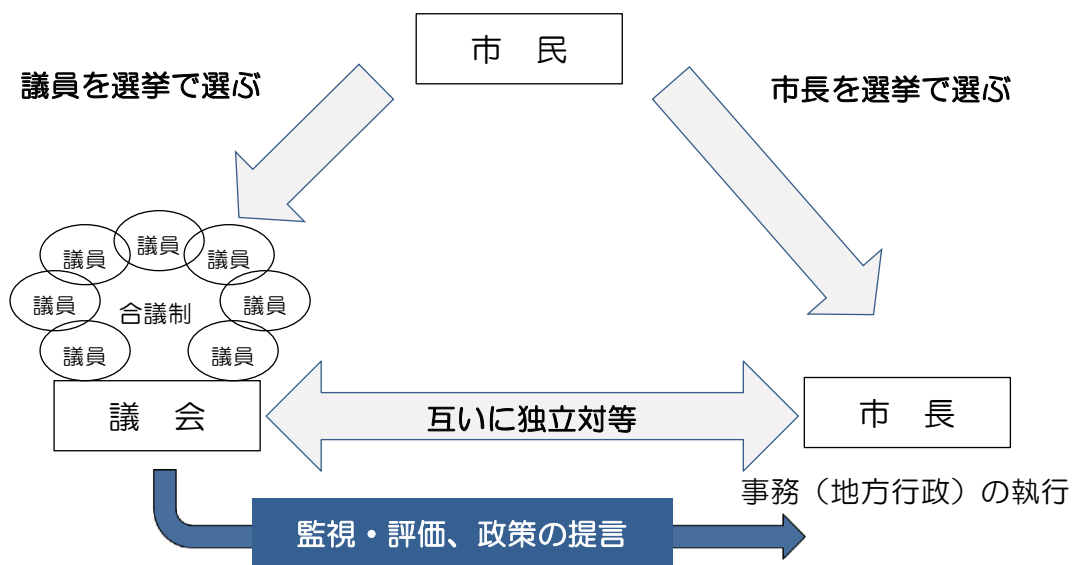 市　民
議員を選挙で選ぶ
市長を選挙で選ぶ
議員
議員
議員
議員
議員
合議制
議員
議員
議　会
互いに独立対等
市　長
事務（地方行政）の執行
監視・評価、政策の提言